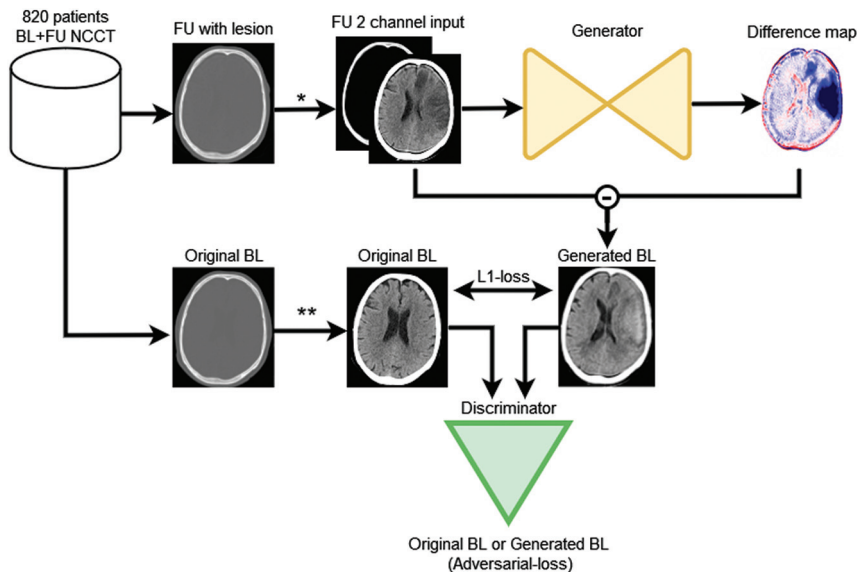 820 patients
BL+FU NCCT
FU with lesion
FU 2 channel input
Generator
Difference map
*
-
Original BL
Original BL
Generated BL
L1-loss
**
Discriminator
Original BL or Generated BL
(Adversarial-loss)